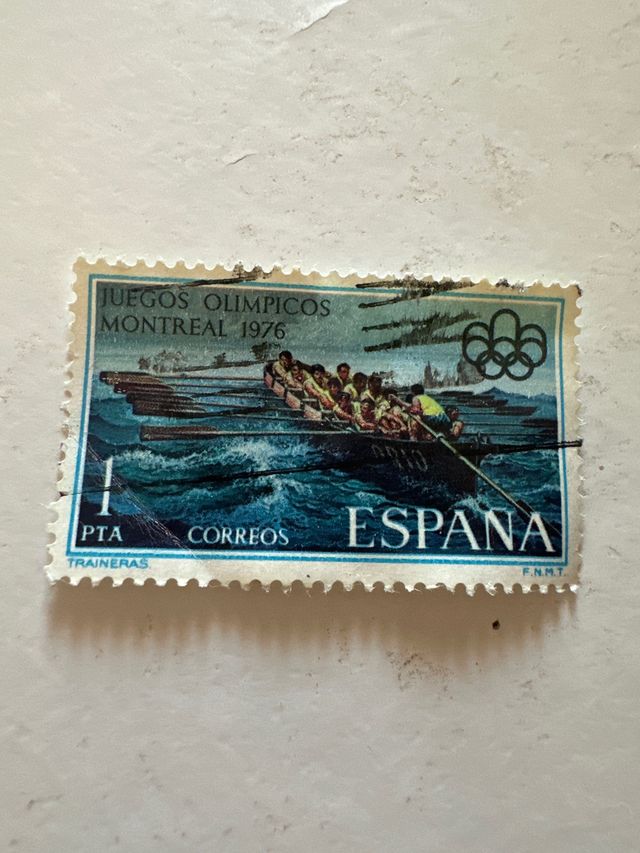 JUEGOS OLIMPICOS
MONTREAL 1976
1
PTA
CORREOS
ESPAÑA
TRAINERAS.
F.N.M.T.